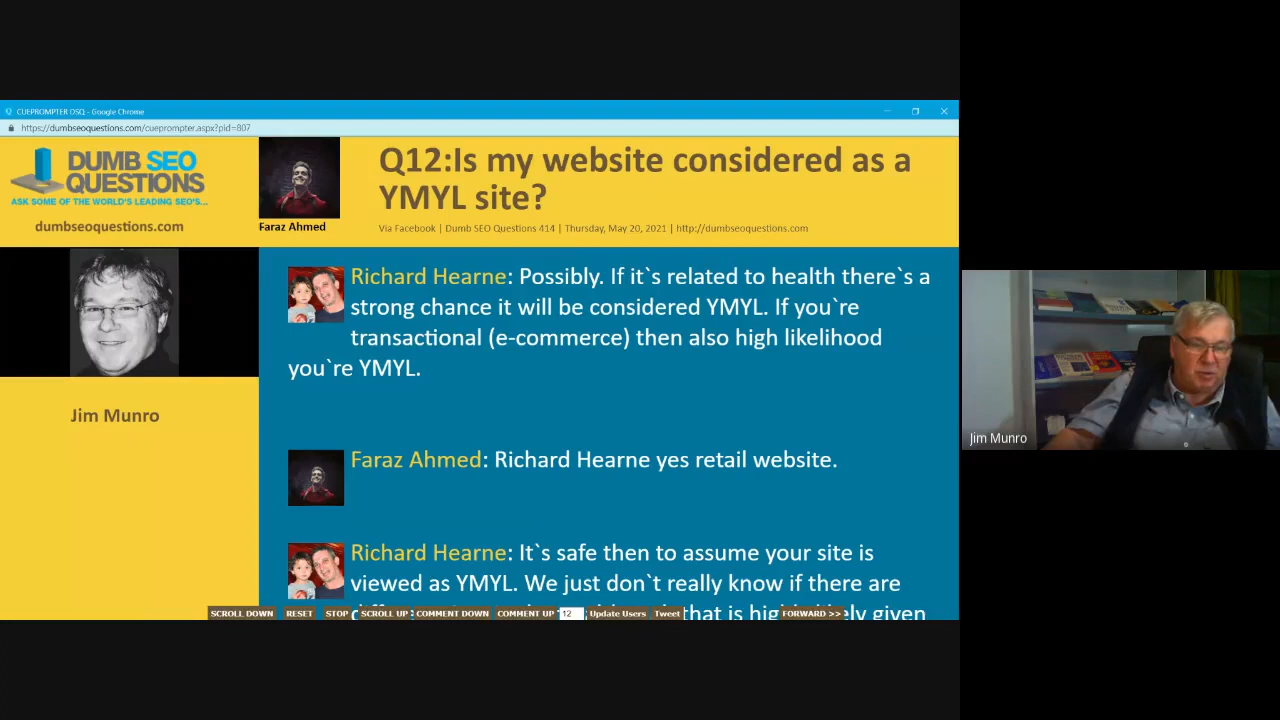 CUEPROMPTER DSQ - Google Chrome
https://dumbseoquestions.com/cueprompter.aspx?pid=807
DUMB SEO
QUESTIONS
ASK SOME OF THE WORLD'S LEADING SEO'S...
dumbseoquestions.com
Faraz Ahmed
Q12:Is my website considered as a
YMYL site?
Via Facebook | Dumb SEO Questions 414 | Thursday, May 20, 2021 | http://dumbseoquestions.com
Jim Munro
Richard Hearne: Possibly. If it`s related to health there`s a
strong chance it will be considered YMYL. If you`re
transactional (e-commerce) then also high likelihood
you`re YMYL.
Faraz Ahmed: Richard Hearne yes retail website.
Richard Hearne: It`s safe then to assume your site is
viewed as YMYL. We just don`t really know if there are
that is highly likely given
SCROLL DOWN RESET STOP SCROLL UP COMMENT DOWN COMMENT UP 12 Update Users Tweet FORWARD >>
Jim Munro